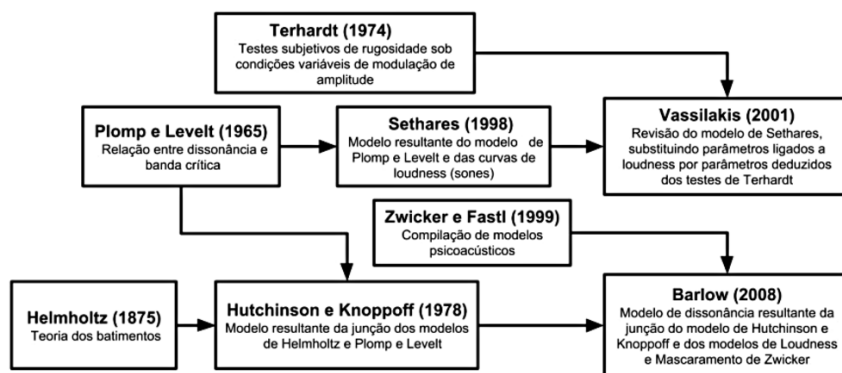 Terhardt (1974)
Testes subjetivos de rugosidade sob
condições variáveis de modulação de
amplitude
Plomp e Levelt (1965)
Relação entre dissonância e
banda crítica
Sethares (1998)
Modelo resultante do modelo de
Plomp e Levelt e das curvas de
loudness (sones)
Vassilakis (2001)
Revisão do modelo de Sethares,
substituindo parâmetros ligados a
loudness por parâmetros deduzidos
dos testes de Terhardt
Zwicker e Fastl (1999)
Compilação de modelos
psicoacústicos
Helmholtz (1875)
Teoria dos batimentos
Hutchinson e Knoppoff (1978)
Modelo resultante da junção dos modelos
de Helmholtz e Plomp e Levelt
Barlow (2008)
Modelo de dissonância resultante da
junção do modelo de Hutchinson e
Knoppoff e dos modelos de Loudness
e Mascaramento de Zwicker